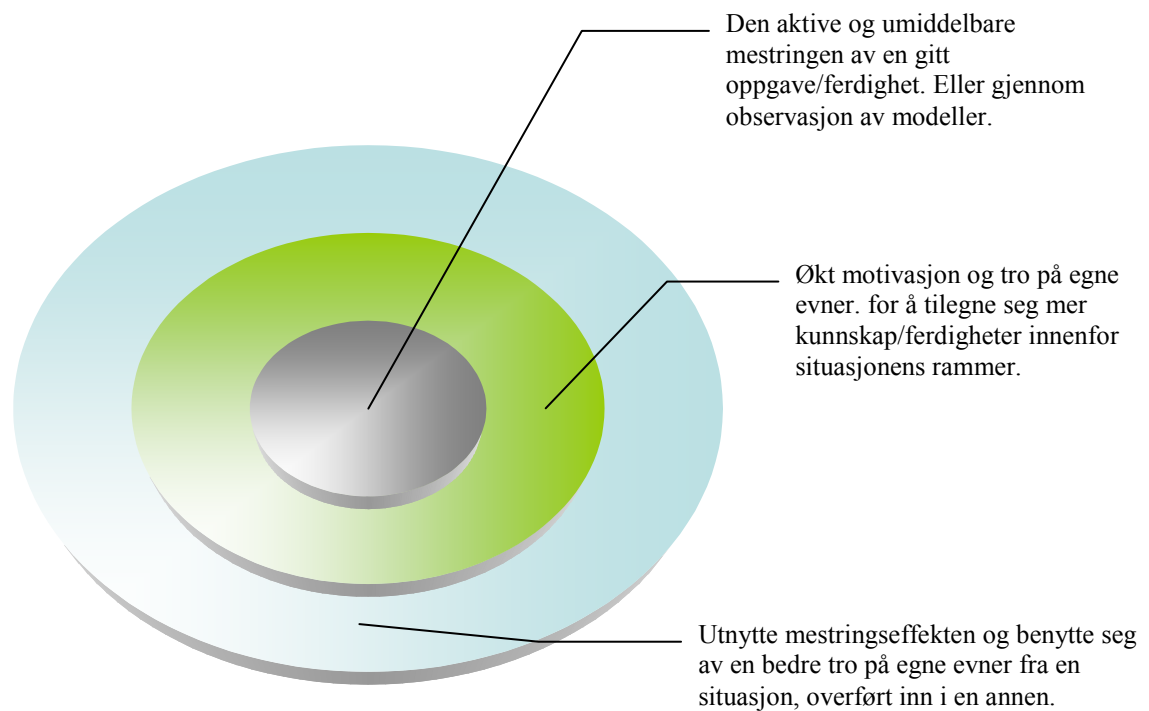 Den aktive og umiddelbare
mestringen av en gitt
oppgave/ferdighet. Eller gjennom
observasjon av modeller.
Økt motivasjon og tro på egne
evner. for å tilegne seg mer
kunnskap/ferdigheter innenfor
situasjonens rammer.
Utnytte mestringseffekten og benytte seg
av en bedre tro på egne evner fra en
situasjon, overført inn i en annen.